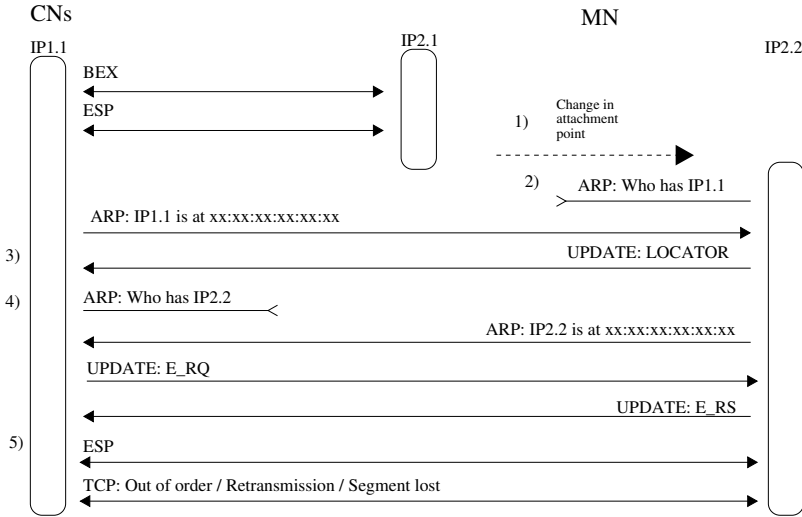 CNs
MN
IP1.1
IP2.1
IP2.2
BEX
ESP
1)
Change in
attachment
point
2)
ARP: Who has IP1.1
ARP: IP1.1 is at xx:xx:xx:xx:xx:xx
3)
UPDATE: LOCATOR
4)
ARP: Who has IP2.2
ARP: IP2.2 is at xx:xx:xx:xx:xx:xx
UPDATE: E_RQ
UPDATE: E_RS
5)
ESP
TCP: Out of order / Retransmission / Segment lost